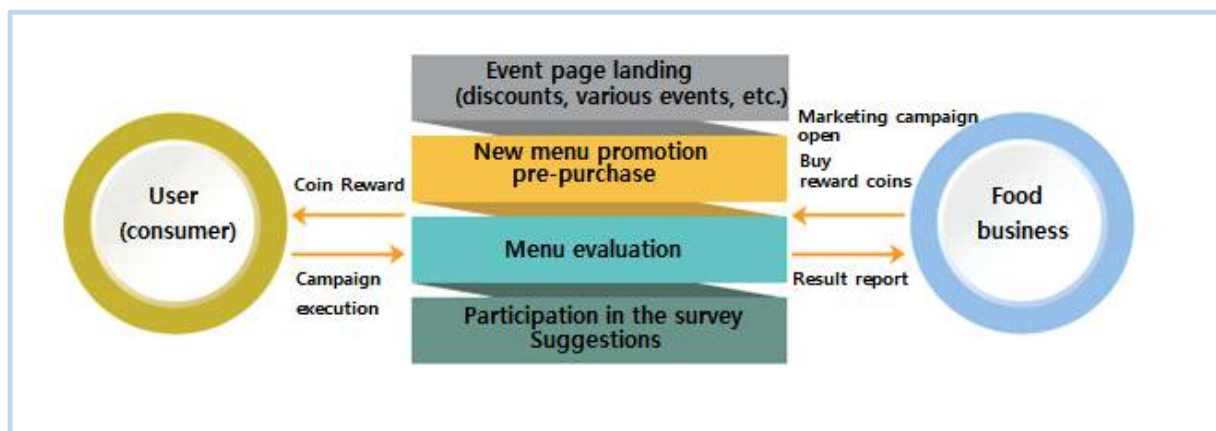 User
(consumer)
Coin Reward
Campaign
execution
Event page landing
(discounts, various events, etc.)
New menu promotion
pre-purchase
Menu evaluation
Participation in the survey
Suggestions
Marketing campaign
open
Buy
reward coins
Result report
Food
business